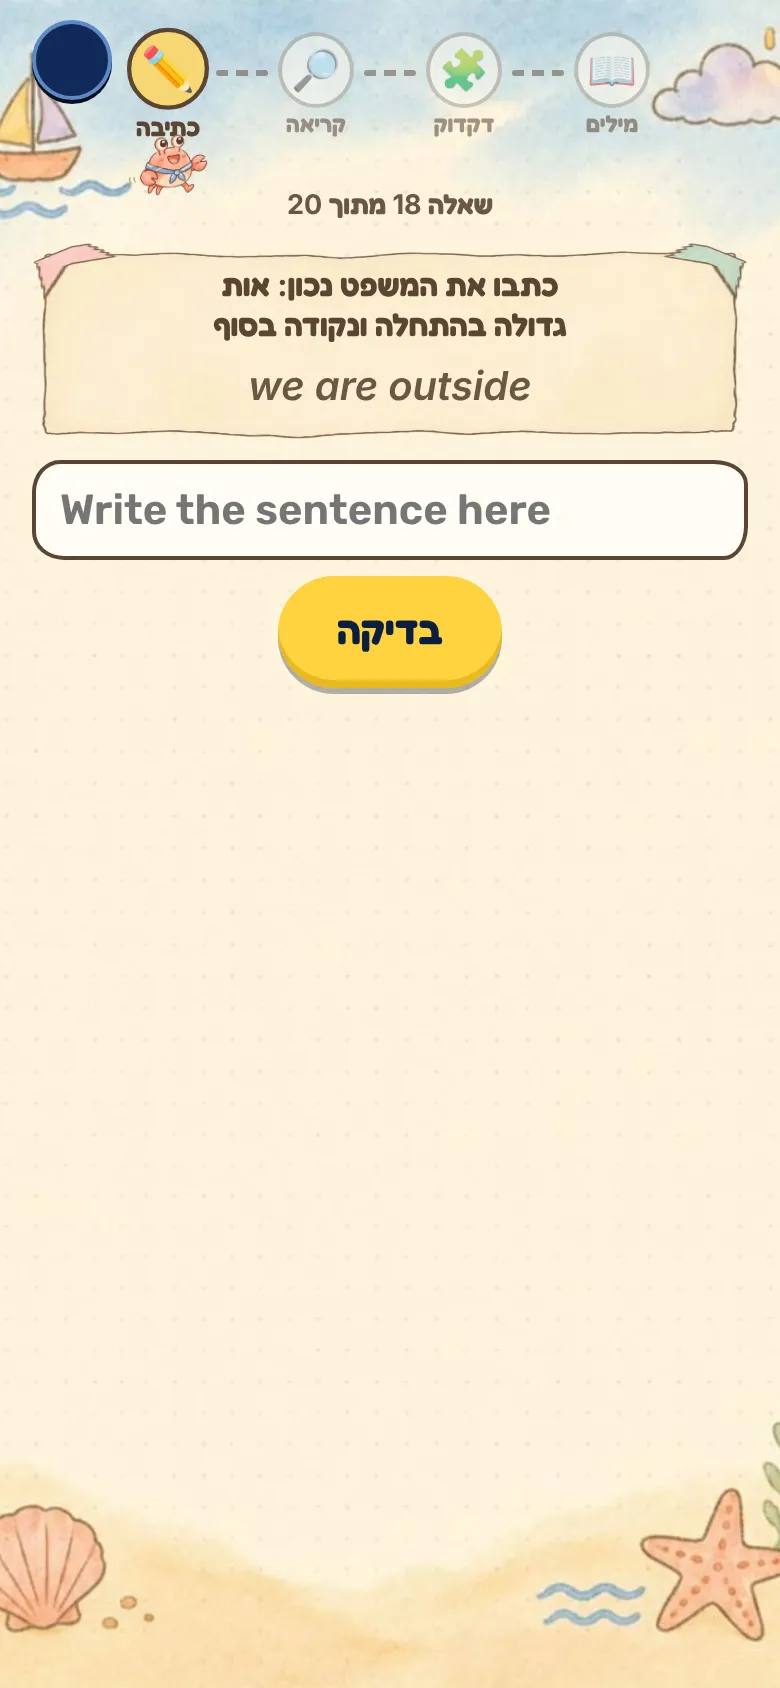 מילים
דקדוק
קריאה
כתיבה
שאלה 18 מתוך 20
כתבו את המשפט נכון: אות
גדולה בהתחלה ונקודה בסוף
we are outside
Write the sentence here
בדיקה